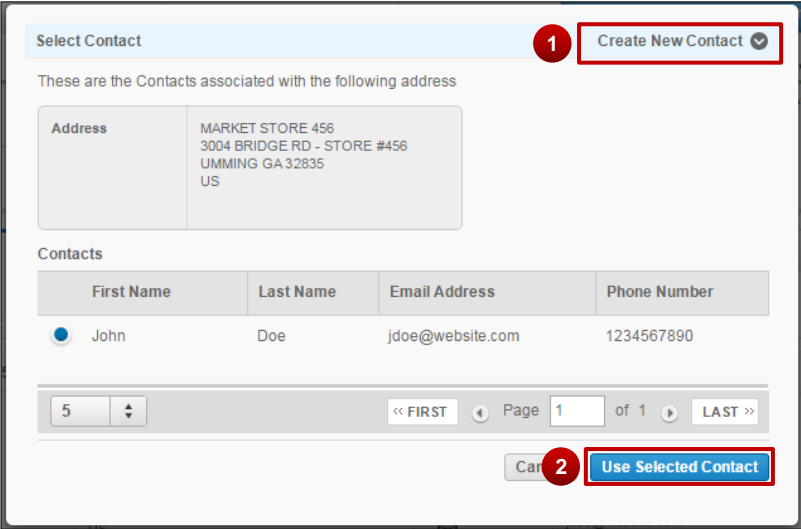 Select Contact
1
Create New Contact
These are the Contacts associated with the following address
Address
MARKET STORE 456
3004 BRIDGE RD - STORE #456
UMMING GA 32835
US
Contacts
First Name Last Name Email Address Phone Number
John Doe jdoe@website.com 1234567890
5 << FIRST Page 1 of 1 LAST >>
2 Use Selected Contact